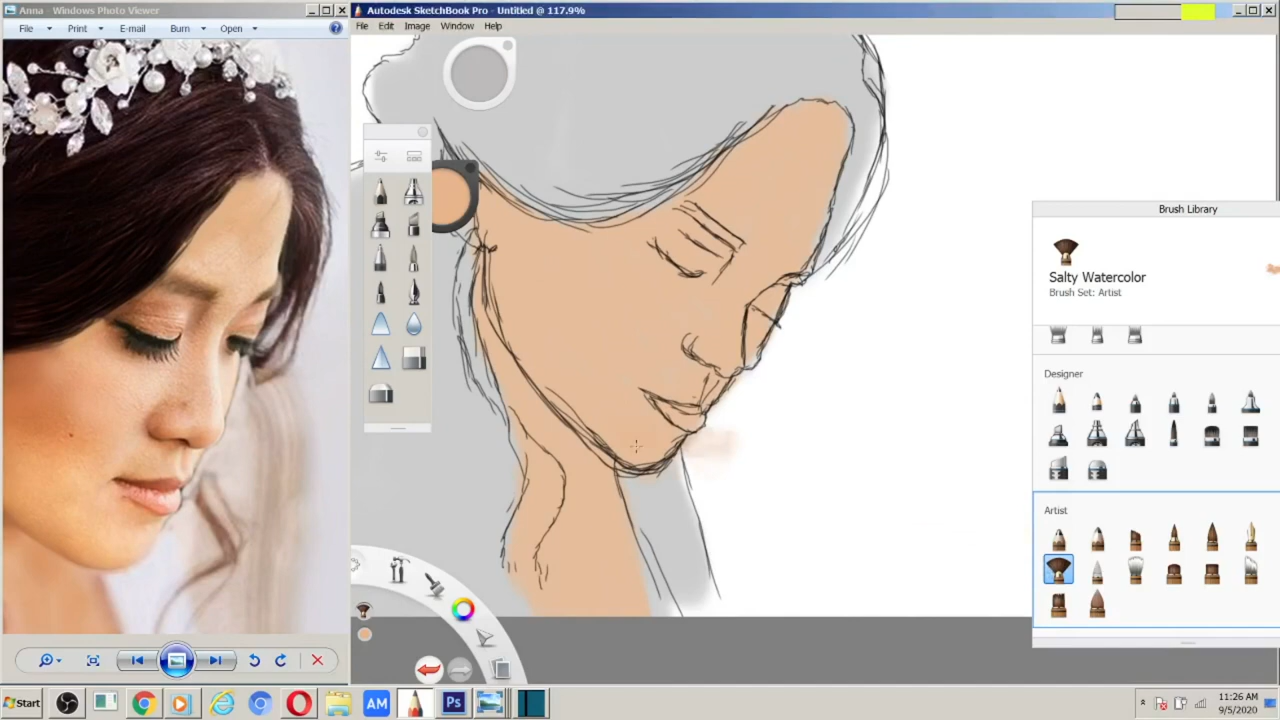 Anna - Windows Photo Viewer
File Print E-mail Burn Open
Autodesk SketchBook Pro - Untitled @ 117.9%
File Edit Image Window Help
Brush Library
Salty Watercolor
Brush Set: Artist
Designer
Artist
Start
AM
Ps
11:26 AM
9/5/2020